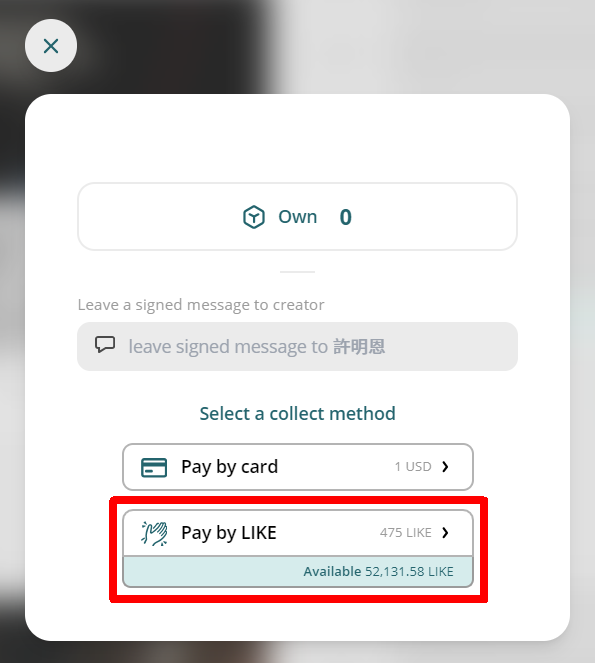 Own 0
Leave a signed message to creator
leave signed message to 許明恩
Select a collect method
Pay by card 1 USD
Pay by LIKE 475 LIKE
Available 52,131.58 LIKE